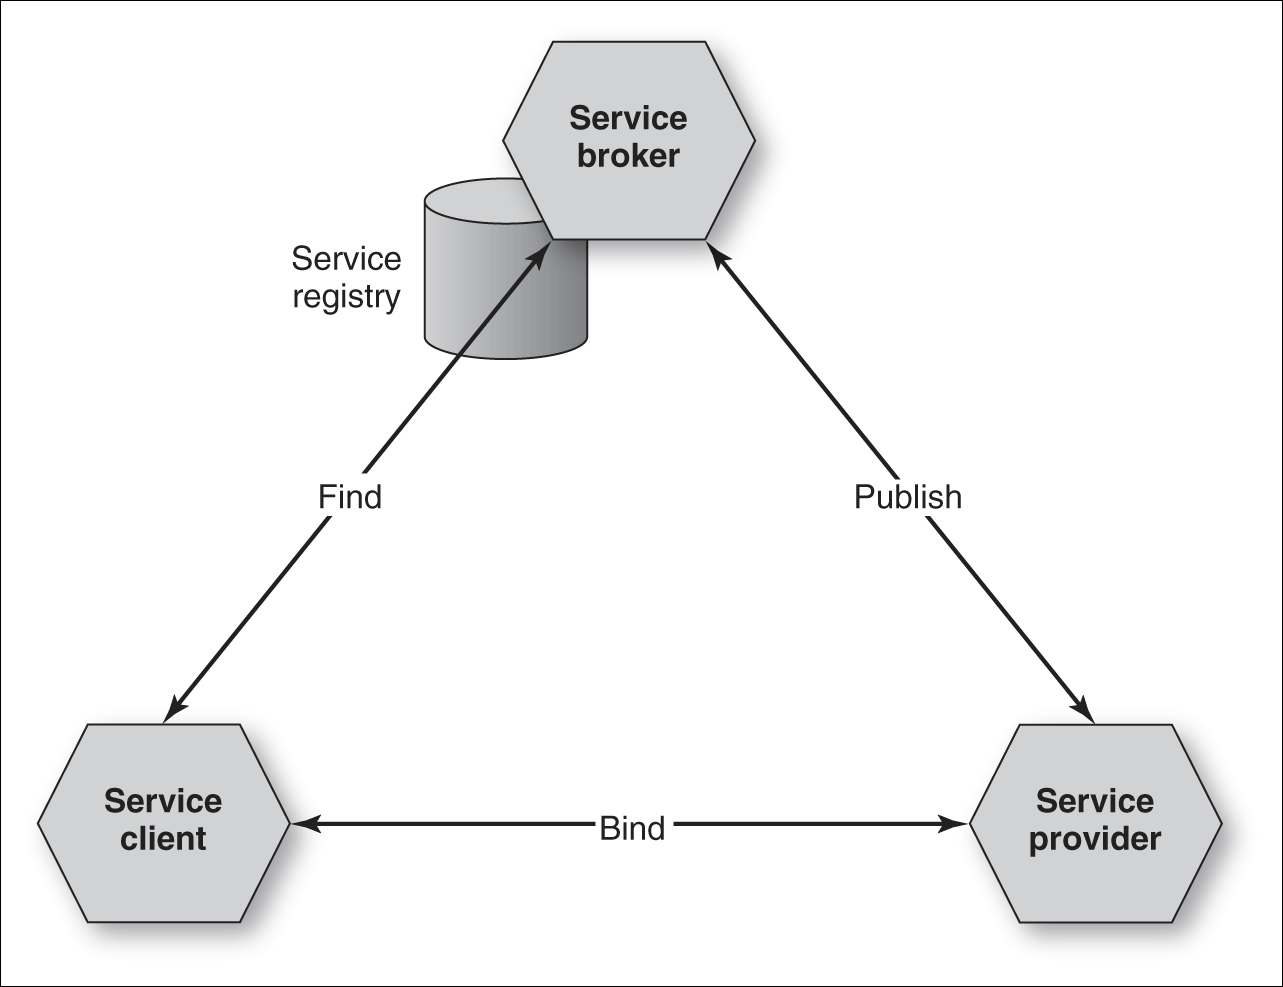 Service
broker
Service
registry
Find
Publish
Service
client
Bind
Service
provider